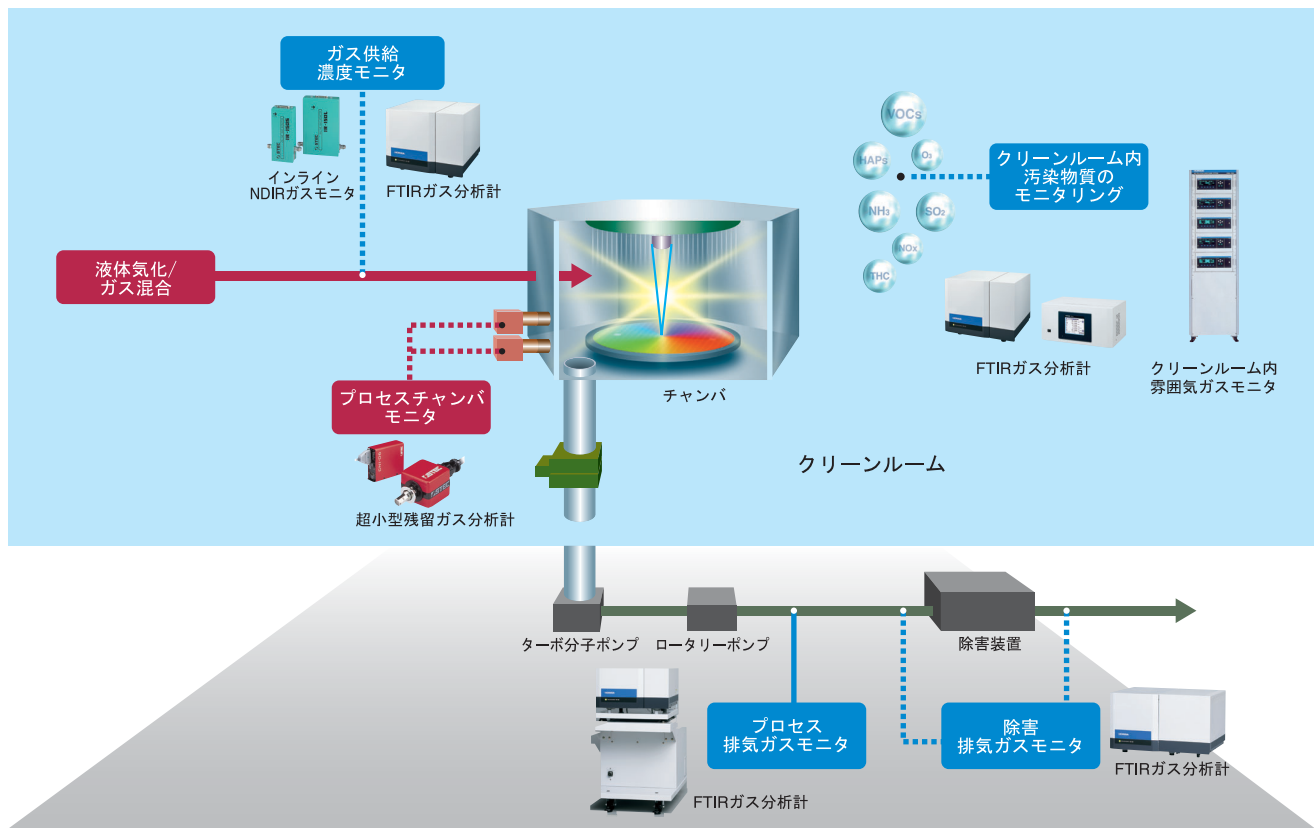 ガス供給
濃度モニタ
インライン
NDIRガスモニタ
FTIRガス分析計
液体気化/
ガス混合
プロセスチャンバ
モニタ
超小型残留ガス分析計
チャンバ
VOCs
HAPs
O₃
NH₃
SO₂
NOx
THC
クリーンルーム内
汚染物質の
モニタリング
FTIRガス分析計
クリーンルーム内
雰囲気ガスモニタ
クリーンルーム
ターボ分子ポンプ
ロータリーポンプ
除害装置
プロセス
排気ガスモニタ
除害
排気ガスモニタ
FTIRガス分析計
FTIRガス分析計